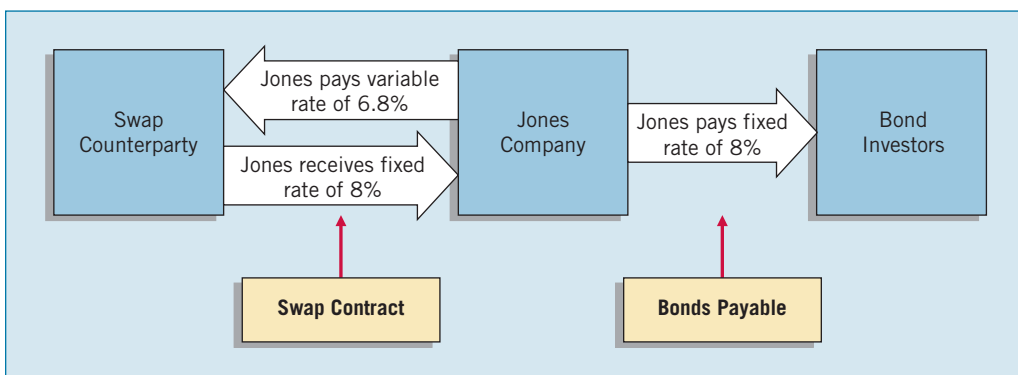 Swap
Counterparty
Jones pays variable
rate of 6.8%
Jones receives fixed
rate of 8%
Jones
Company
Jones pays fixed
rate of 8%
Bond
Investors
Swap Contract
Bonds Payable